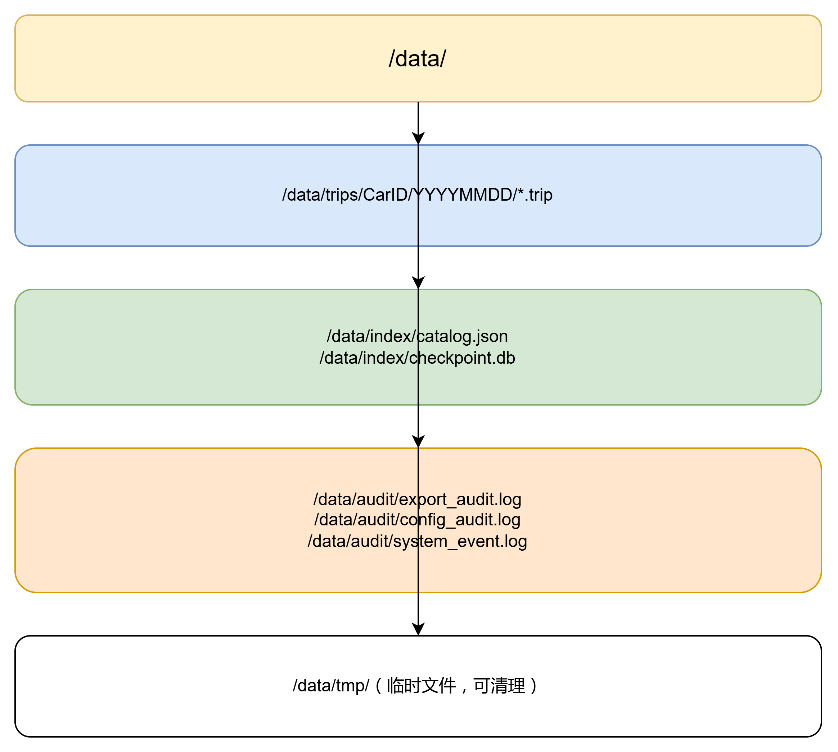 /data/
/data/trips/CarID/YYYYMMDD/*.trip
/data/index/catalog.json
/data/index/checkpoint.db
/data/audit/export_audit.log
/data/audit/config_audit.log
/data/audit/system_event.log
/data/tmp/（临时文件，可清理）